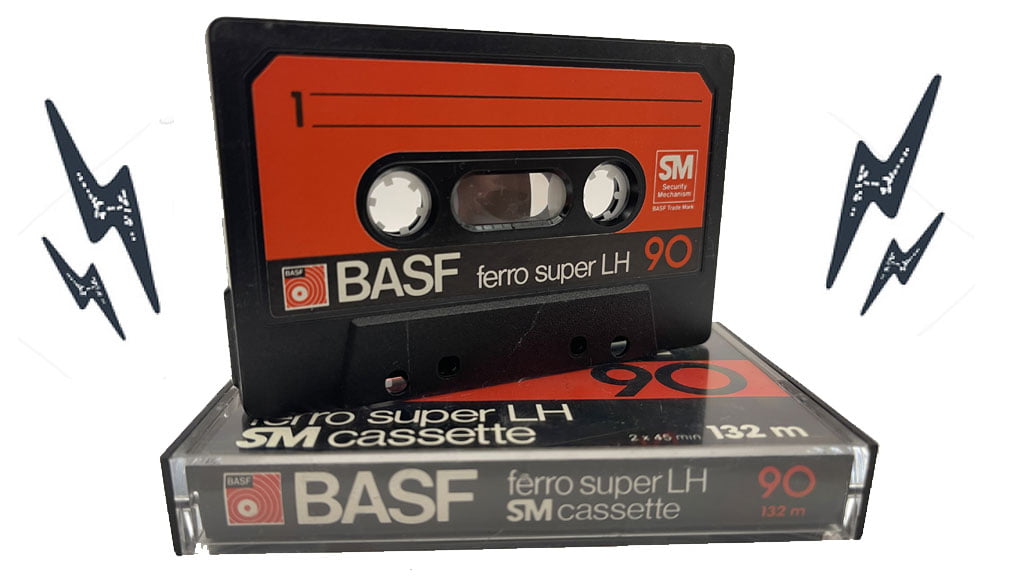 1
SM
Security
Mechanism
BASF Trade Mark
BASF
BASF ferro super LH 90
90
ferro super LH
SM cassette
2 x 45 min 132 m
BASF
BASF ferro super LH 90
SM cassette 132 m